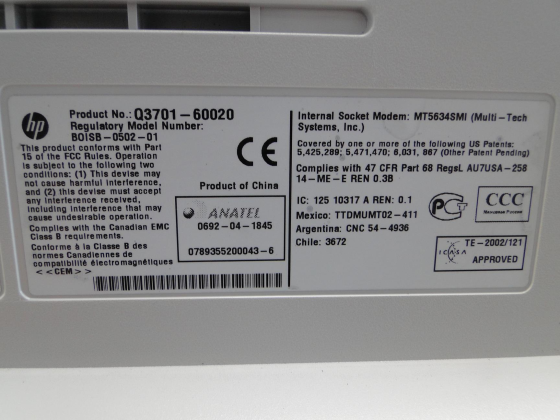 hp
Product No.: Q3701-60020
Regulatory Model Number:
BOISB-0502-01
This product conforms with Part
15 of the FCC Rules. Operation
is subject to the following two
conditions: (1) This devise may
not cause harmful interference,
and (2) this devise must accept
any interference received,
including interference that may
cause undesirable operation.
Complies with the Canadian EMC
Class B requirements.
Conforme à la Classe B des
normes Canadiennes de
compatibilité électromagnétiques
<<CEM>>
CE
Product of China
ANATEL
0692-04-1845
0789355200043-6
Internal Socket Modem: MT5634SMI (Multi-Tech
Systems, Inc.)
Covered by one or more of the following US Patents:
5,425,289; 5,471,470; 6,031, 867 (Other Patent Pending)
Complies with 47 CFR Part 68 RegsL AU7USA-258
14-ME-E REN 0.3B
IC: 125 10317 A REN: 0.1
Mexico: TTDMUMT02-411
Argentina: CNC 54-4936
Chile: 3672
CCC
ICASA
TE-2002/121
APPROVED